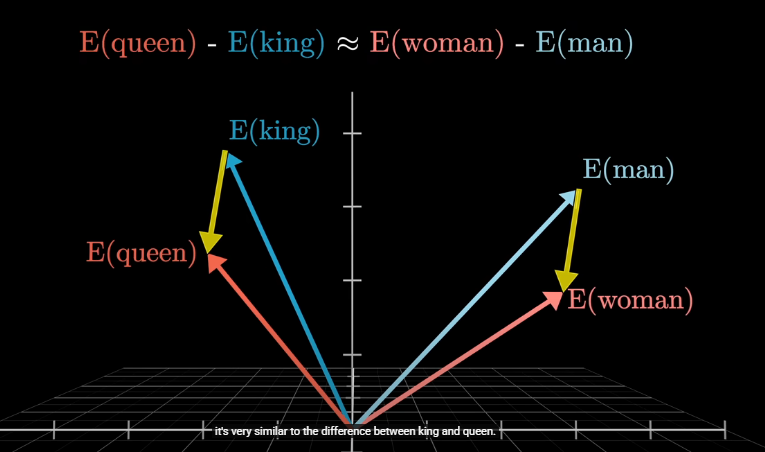 E(queen) - E(king) ≈ E(woman) - E(man)
E(king)
E(man)
E(queen)
E(woman)
it's very similar to the difference between king and queen.